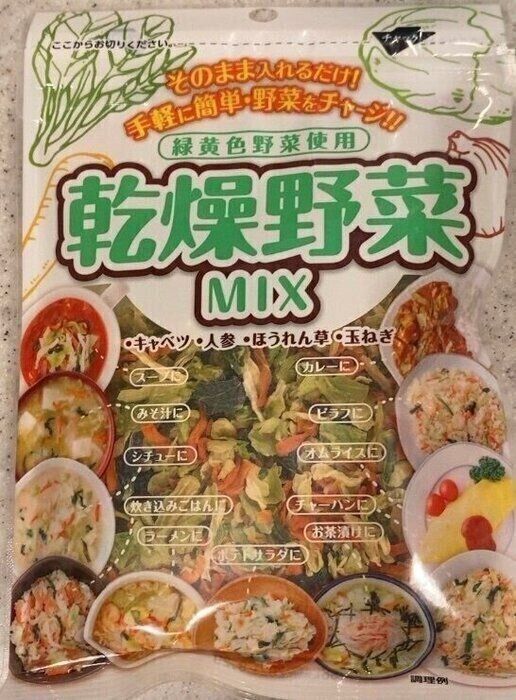 ここからお切りください。
チャック
そのまま入れるだけ!
手軽に簡単・野菜をチャージ!!
緑黄色野菜使用
乾燥野菜
MIX
・キャベツ ・人参 ・ほうれん草 ・玉ねぎ
スープに
カレーに
みそ汁に
ピラフに
シチューに
オムライスに
炊き込みごはんに
チャーハンに
ラーメンに
お茶漬けに
ポテトサラダに
調理例